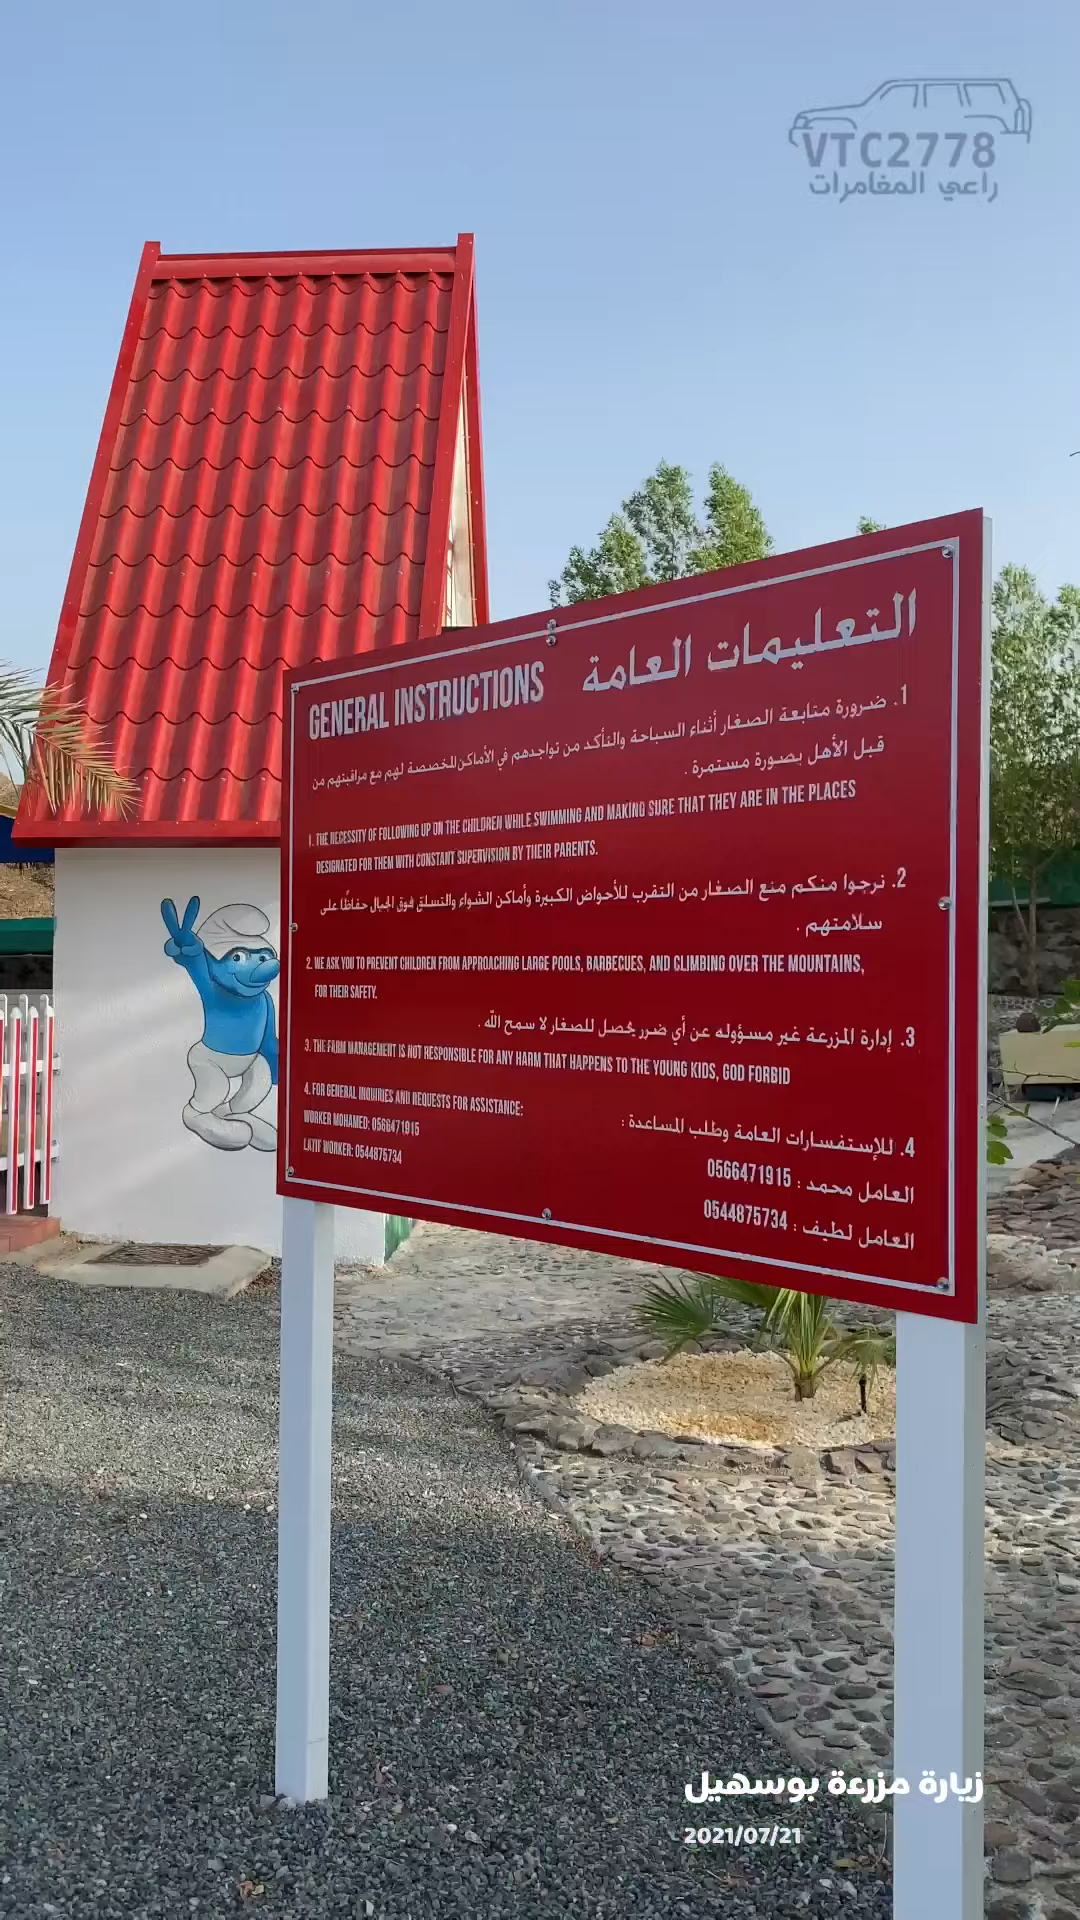 VTC2778
راعي المغامرات
التعليمات العامة
GENERAL INSTRUCTIONS
1. ضرورة متابعة الصغار أثناء السباحة والتأكد من تواجدهم في الأماكن المخصصة لهم مع مراقبتهم من
قبل الأهل بصورة مستمرة .
1. THE NECESSITY OF FOLLOWING UP ON THE CHILDREN WHILE SWIMMING AND MAKING SURE THAT THEY ARE IN THE PLACES
DESIGNATED FOR THEM WITH CONSTANT SUPERVISION BY THEIR PARENTS.
2. نرجوا منكم منع الصغار من التقرب للأحواض الكبيرة وأماكن الشواء والتسلق فوق الجبال حفاظًا على
سلامتهم .
2. WE ASK YOU TO PREVENT CHILDREN FROM APPROACHING LARGE POOLS, BARBECUES, AND CLIMBING OVER THE MOUNTAINS,
FOR THEIR SAFETY.
3. إدارة المزرعة غير مسؤوله عن أي ضرر يحصل للصغار لا سمح الله .
3. THE FARM MANAGEMENT IS NOT RESPONSIBLE FOR ANY HARM THAT HAPPENS TO THE YOUNG KIDS, GOD FORBID
4. FOR GENERAL INQUIRIES AND REQUESTS FOR ASSISTANCE:
WORKER MOHAMED: 0566471915
LATIF WORKER: 0544875734
4. للإستفسارات العامة وطلب المساعدة :
العامل محمد : 0566471915
العامل لطيف : 0544875734
زيارة مزرعة بوسهيل
2021/07/21